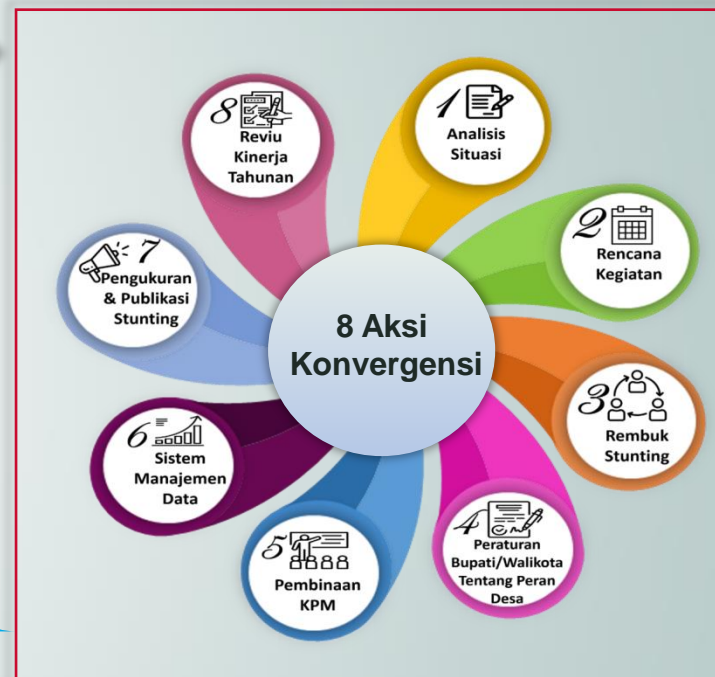 8 Aksi
Konvergensi
1
Analisis
Situasi
2
Rencana
Kegiatan
3
Rembuk
Stunting
4
Peraturan
Bupati/Walikota
Tentang Peran
Desa
5
Pembinaan
KPM
6
Sistem
Manajemen
Data
7
Pengukuran
& Publikasi
Stunting
8
Reviu
Kinerja
Tahunan